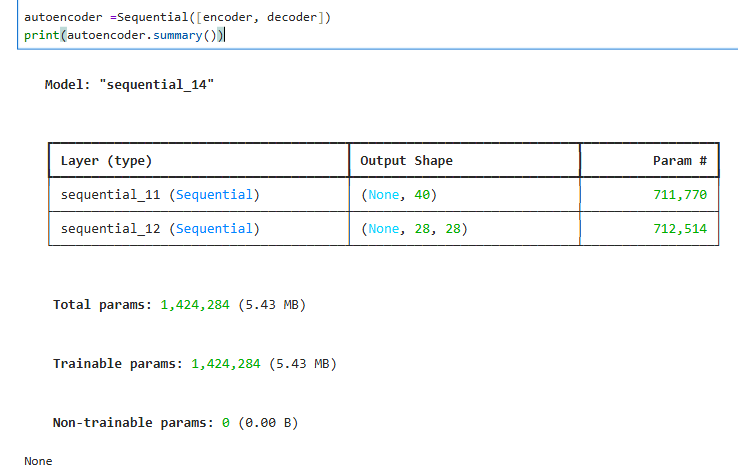 autoencoder =Sequential([encoder, decoder])
print(autoencoder.summary())
Model: "sequential_14"
Layer (type) Output Shape Param #
sequential_11 (Sequential) (None, 40) 711,770
sequential_12 (Sequential) (None, 28, 28) 712,514
Total params: 1,424,284 (5.43 MB)
Trainable params: 1,424,284 (5.43 MB)
Non-trainable params: 0 (0.00 B)
None